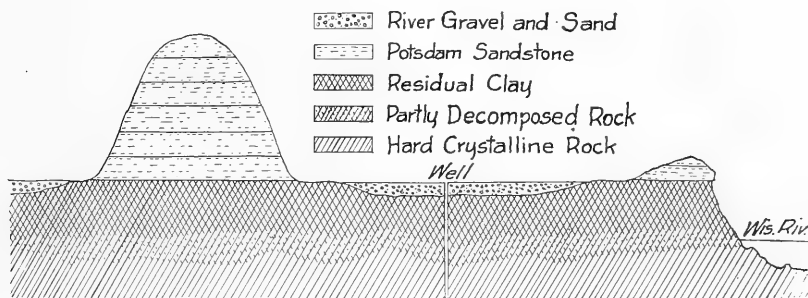 River Gravel and Sand
Potsdam Sandstone
Residual Clay
Partly Decomposed Rock
Hard Crystalline Rock
Well
Wis. Riv.